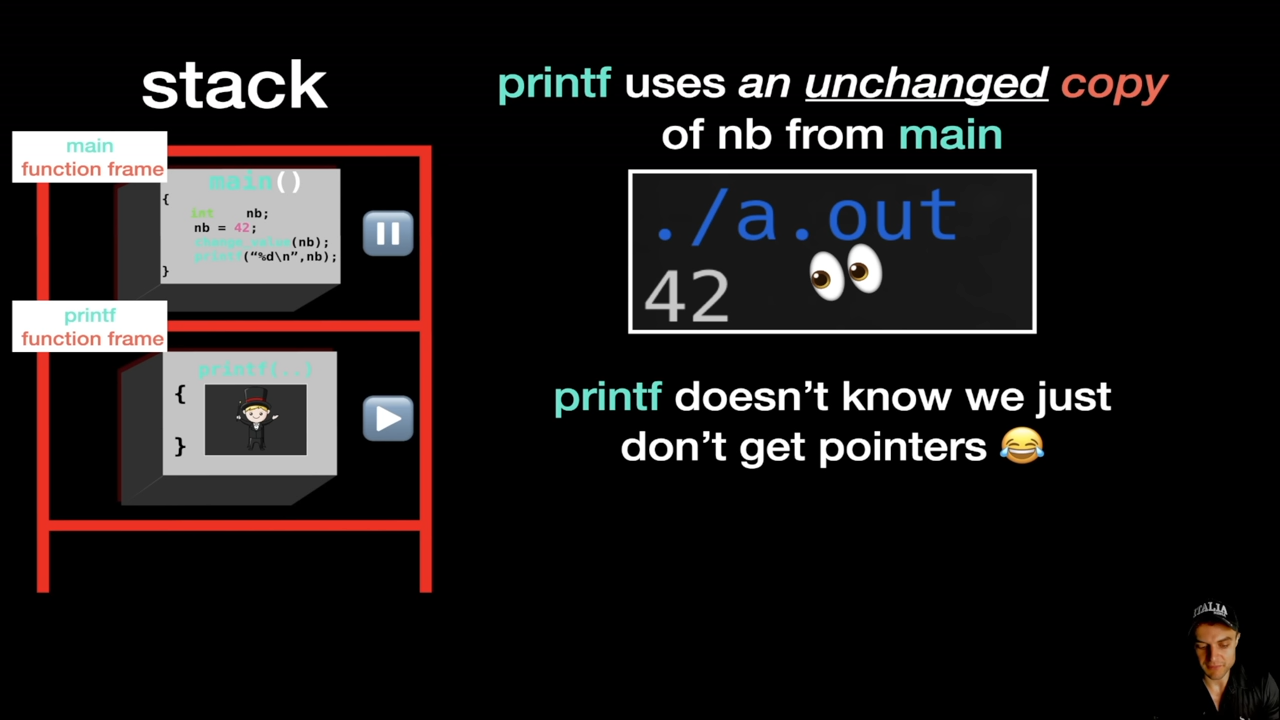 stack
main
function frame
main()
{
int nb;
nb = 42;
change_value(nb);
printf(“%d\n”,nb);
}
printf
function frame
printf(..)
{
}
printf uses an unchanged copy
of nb from main
./a.out
42
printf doesn’t know we just
don’t get pointers 😂
ITALIA